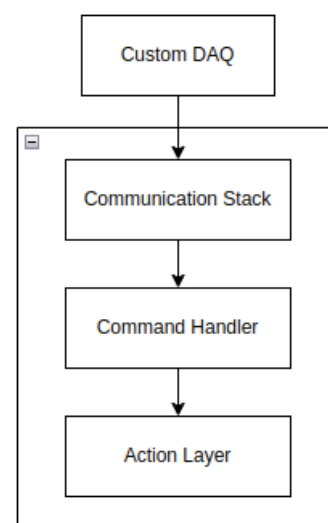 Custom DAQ
Communication Stack
Command Handler
Action Layer